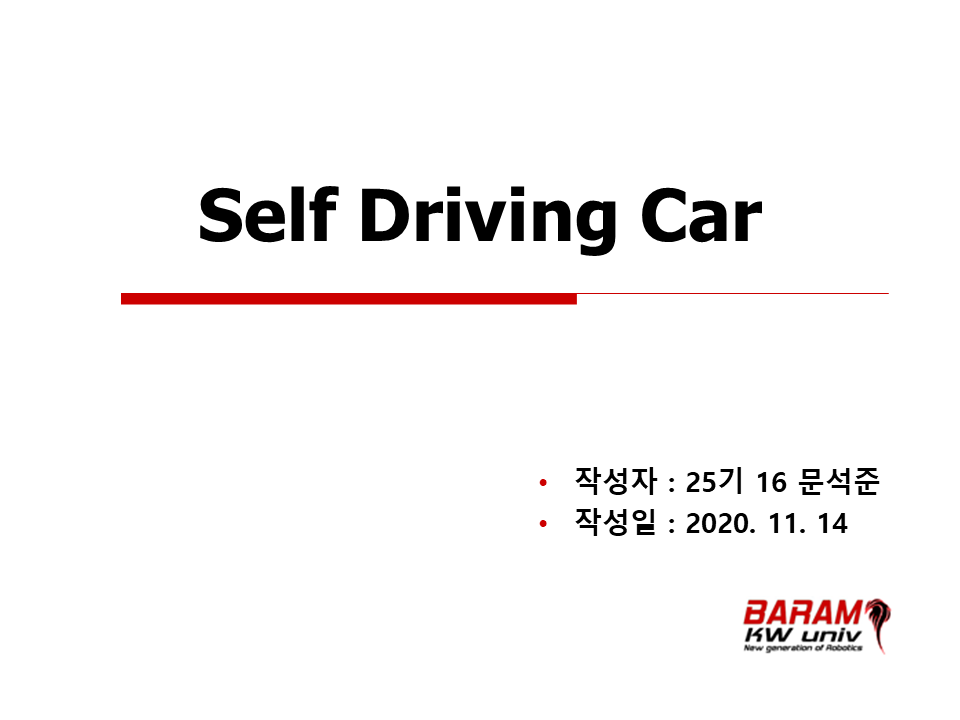 Self Driving Car
• 작성자 : 25기 16 문석준
• 작성일 : 2020. 11. 14
BARAM
KW univ
New generation of Robotics